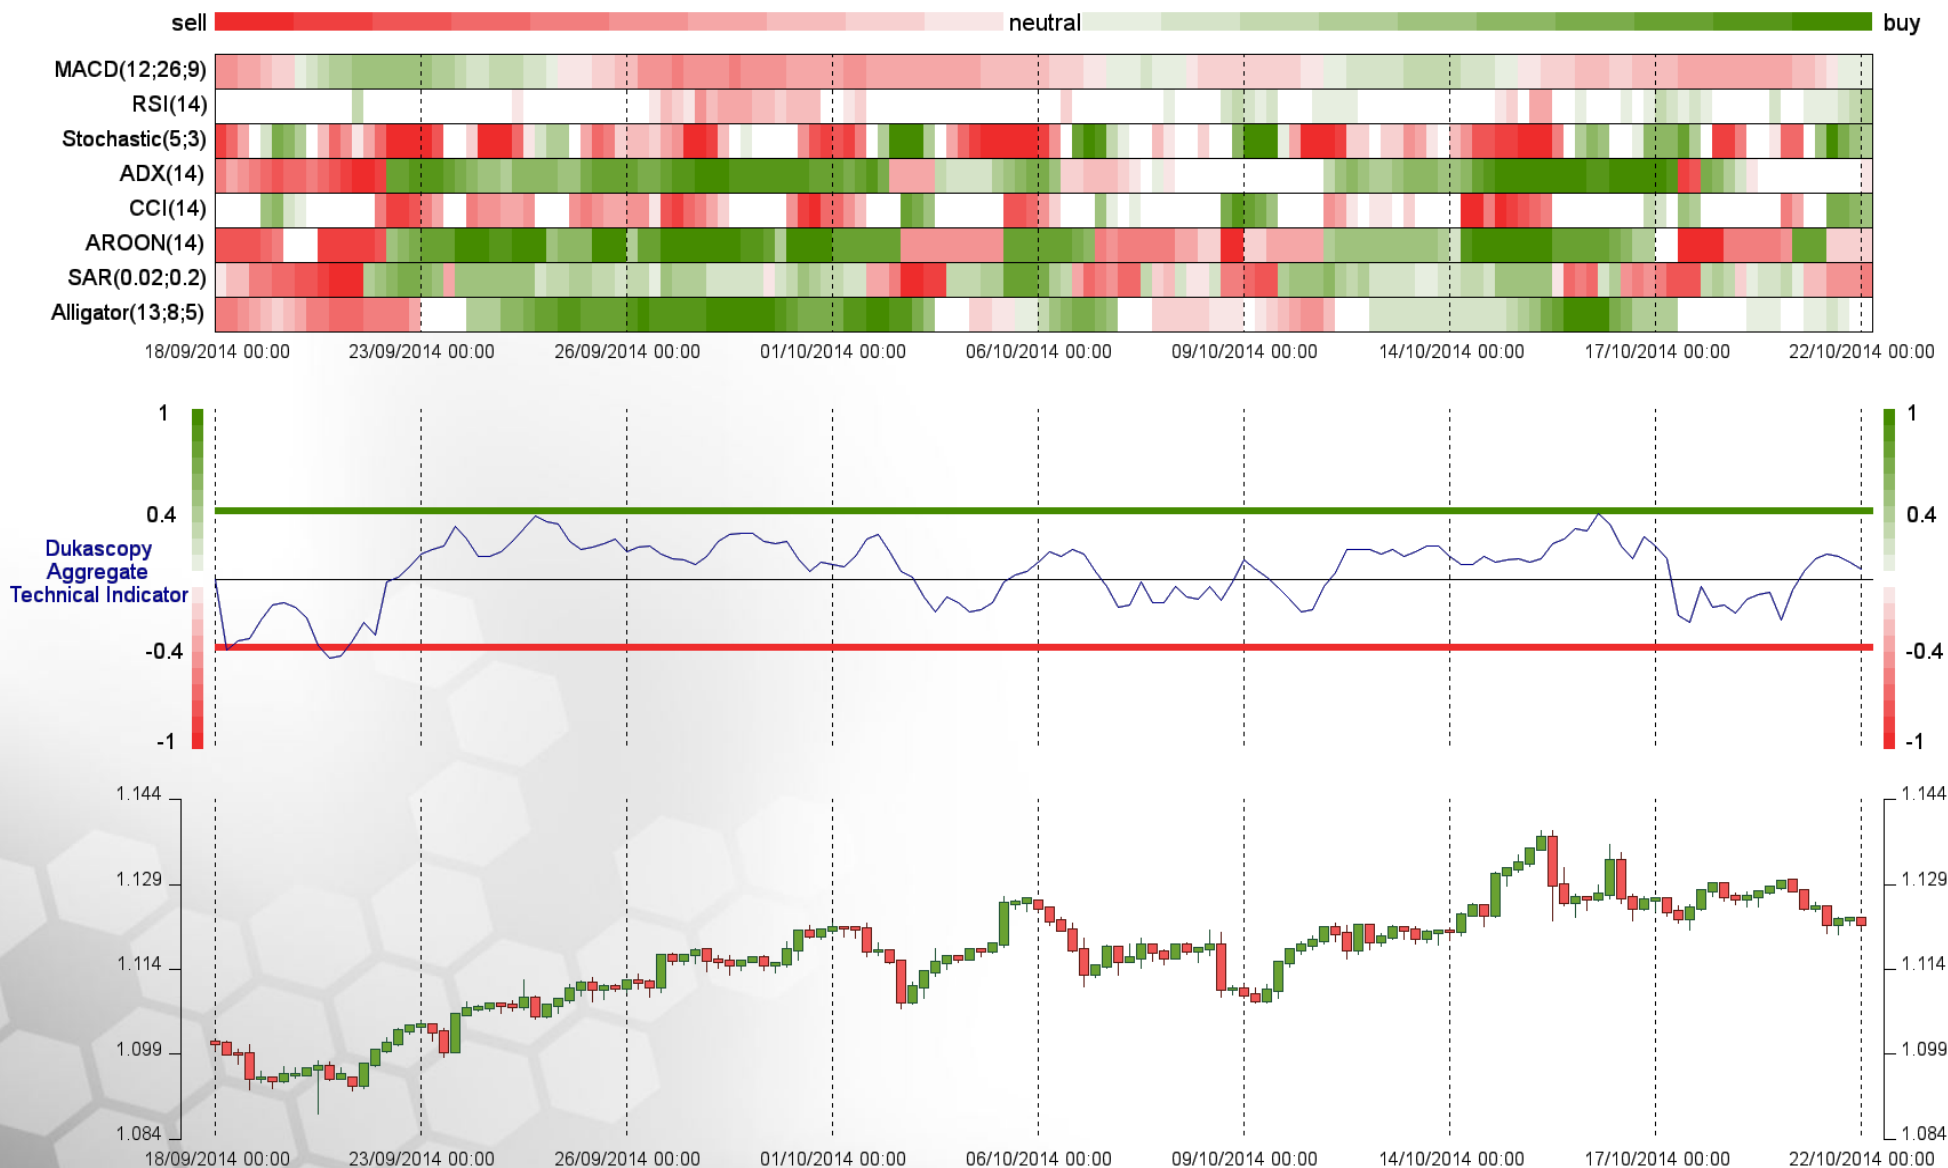 sell neutral buy
MACD(12;26;9)
RSI(14)
Stochastic(5;3)
ADX(14)
CCI(14)
AROON(14)
SAR(0.02;0.2)
Alligator(13;8;5)
18/09/2014 00:00 23/09/2014 00:00 26/09/2014 00:00 01/10/2014 00:00 06/10/2014 00:00 09/10/2014 00:00 14/10/2014 00:00 17/10/2014 00:00 22/10/2014 00:00
1 1
0.4 0.4
Dukascopy
Aggregate
Technical Indicator
-0.4 -0.4
-1 -1
1.144 1.144
1.129 1.129
1.114 1.114
1.099 1.099
1.084 1.084
18/09/2014 00:00 23/09/2014 00:00 26/09/2014 00:00 01/10/2014 00:00 06/10/2014 00:00 09/10/2014 00:00 14/10/2014 00:00 17/10/2014 00:00 22/10/2014 00:00